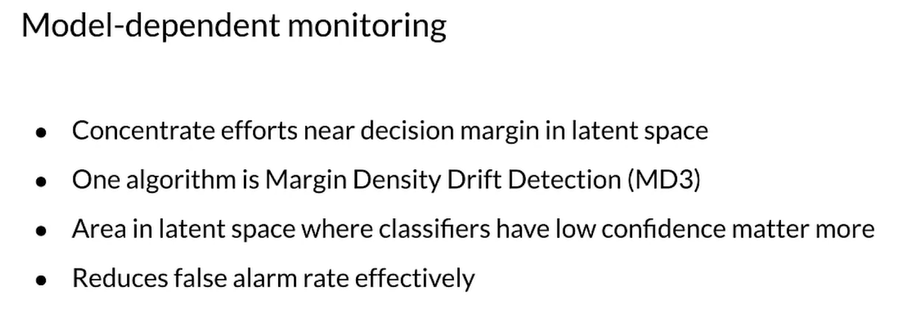 Model-dependent monitoring
● Concentrate efforts near decision margin in latent space
● One algorithm is Margin Density Drift Detection (MD3)
● Area in latent space where classifiers have low confidence matter more
● Reduces false alarm rate effectively